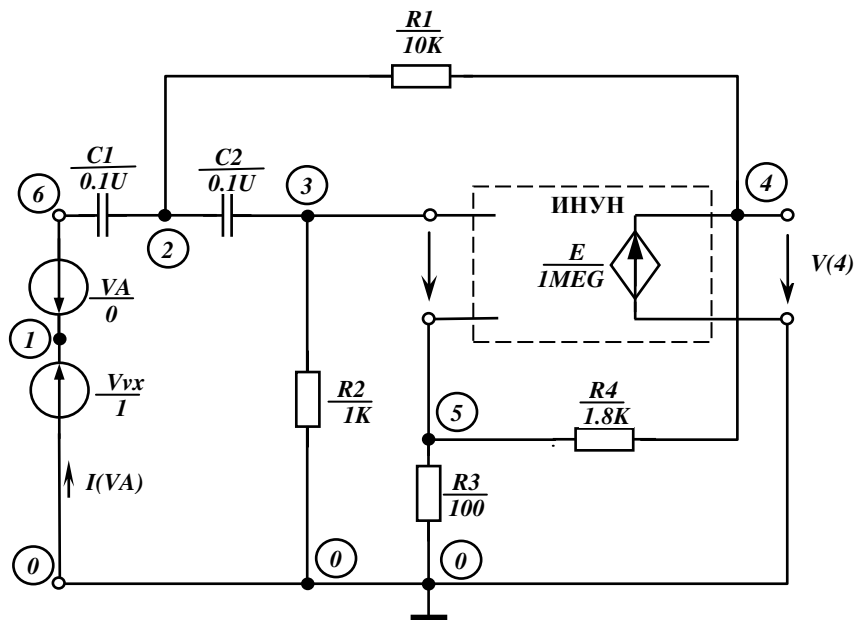 R1
10K
C1
0.1U
C2
0.1U
6
2
3
4
ИНУН
E
1MEG
V(4)
VA
0
1
Vvx
1
R2
1K
5
R4
1.8K
I(VA)
R3
100
0
0
0